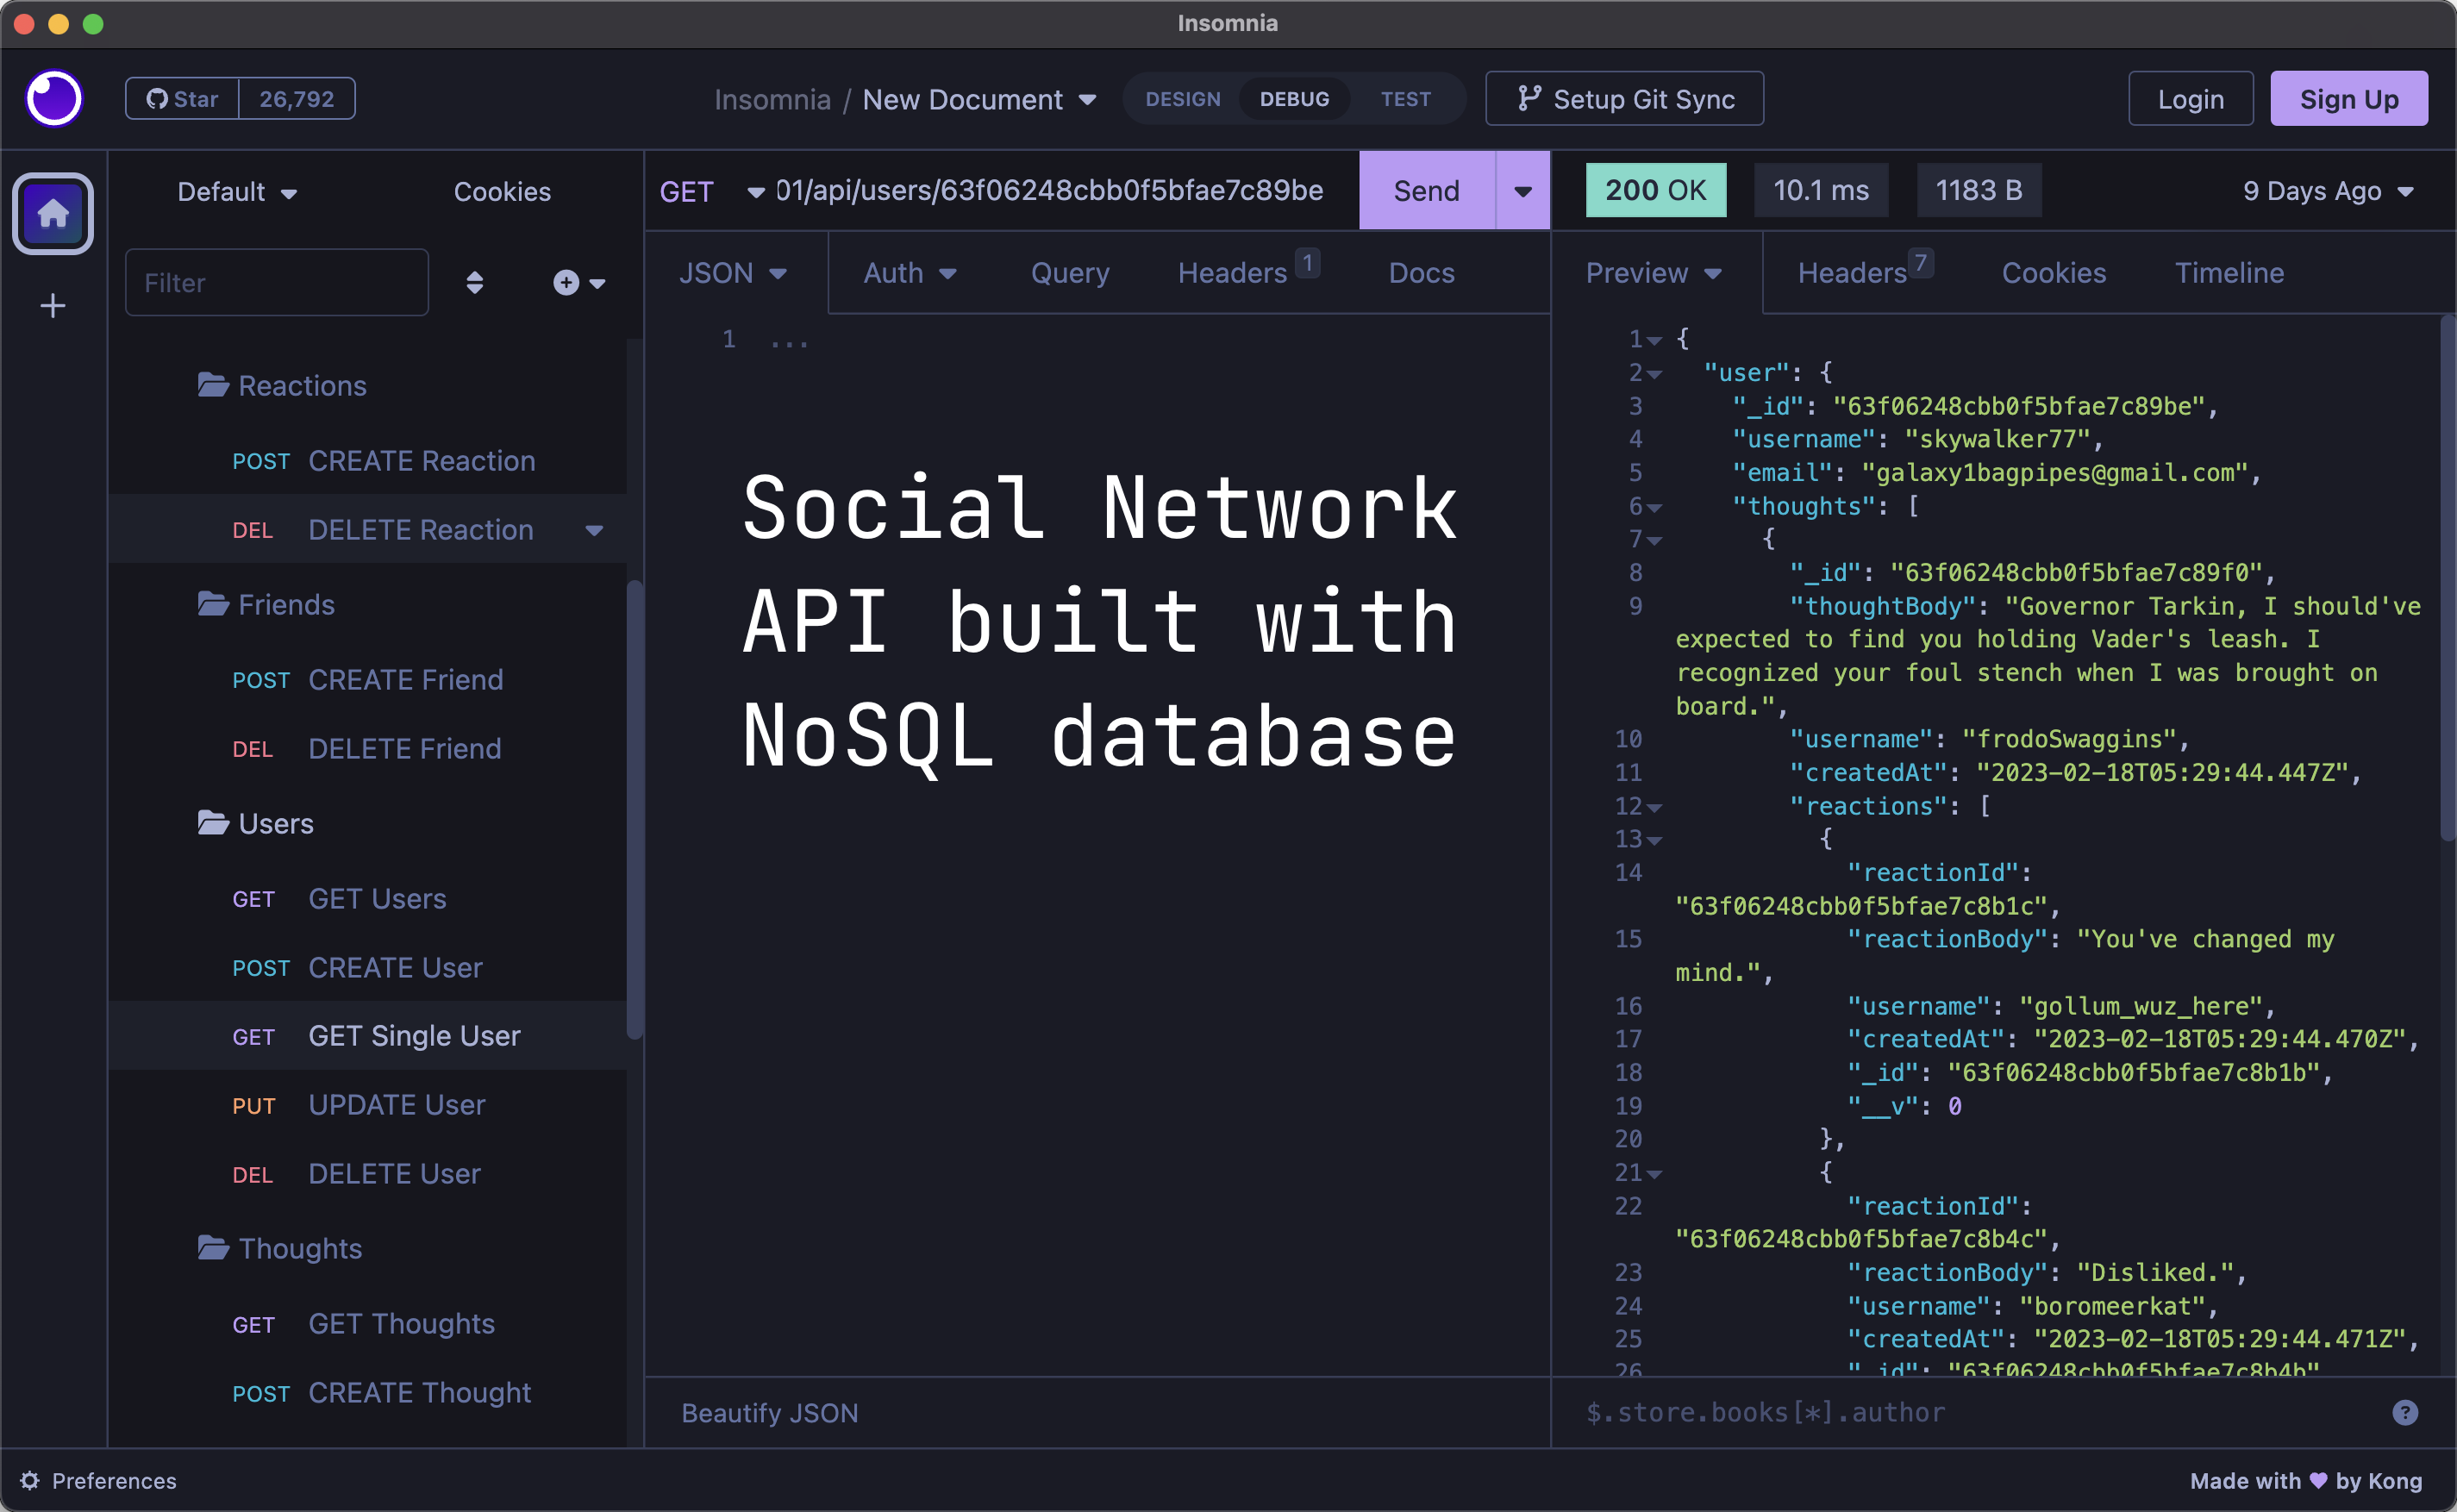 Insomnia
Star 26,792
Insomnia / New Document
DESIGN DEBUG TEST
Setup Git Sync
Login
Sign Up
Default
Cookies
Filter
Reactions
POST CREATE Reaction
DEL DELETE Reaction
Friends
POST CREATE Friend
DEL DELETE Friend
Users
GET GET Users
POST CREATE User
GET GET Single User
PUT UPDATE User
DEL DELETE User
Thoughts
GET GET Thoughts
POST CREATE Thought
GET 01/api/users/63f06248cbb0f5bfae7c89be Send
JSON Auth Query Headers 1 Docs
1 ...
Social Network
API built with
NoSQL database
Beautify JSON
200 OK 10.1 ms 1183 B 9 Days Ago
Preview Headers 7 Cookies Timeline
1 {
2 "user": {
3 "_id": "63f06248cbb0f5bfae7c89be",
4 "username": "skywalker77",
5 "email": "galaxy1bagpipes@gmail.com",
6 "thoughts": [
7 {
8 "_id": "63f06248cbb0f5bfae7c89f0",
9 "thoughtBody": "Governor Tarkin, I should've
expected to find you holding Vader's leash. I
recognized your foul stench when I was brought on
board.",
10 "username": "frodoSwaggins",
11 "createdAt": "2023-02-18T05:29:44.447Z",
12 "reactions": [
13 {
14 "reactionId":
"63f06248cbb0f5bfae7c8b1c",
15 "reactionBody": "You've changed my
mind.",
16 "username": "gollum_wuz_here",
17 "createdAt": "2023-02-18T05:29:44.470Z",
18 "_id": "63f06248cbb0f5bfae7c8b1b",
19 "__v": 0
20 },
21 {
22 "reactionId":
"63f06248cbb0f5bfae7c8b4c",
23 "reactionBody": "Disliked.",
24 "username": "boromeerkat",
25 "createdAt": "2023-02-18T05:29:44.471Z",
26 "_id": "63f06248cbb0f5bfae7c8b4b"
$.store.books[*].author
Preferences
Made with ♥ by Kong